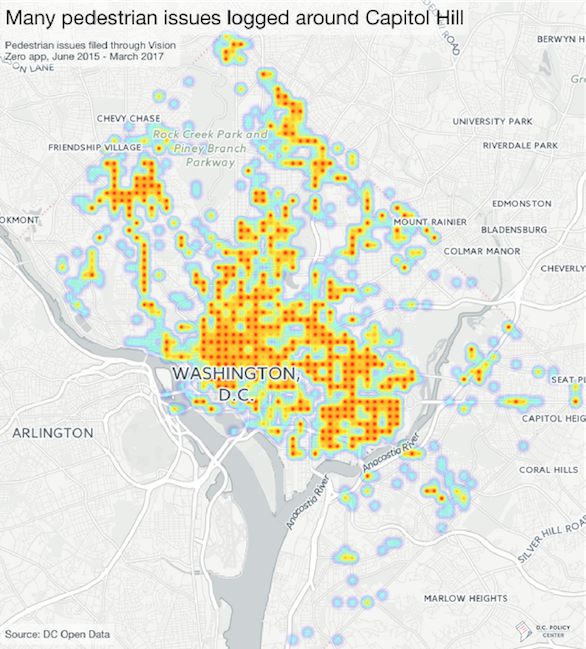 Many pedestrian issues logged around Capitol Hill
Pedestrian issues filed through Vision
Zero app, June 2015 - March 2017
ROAD
BERWYN H
LANE
CHEVY CHASE
UNIVERSITY PARK
Rock Creek Park and
Piney Branch
Parkway
FRIENDSHIP VILLAGE
RIVERDALE PARK
EDMONSTON
OKMONT
MOUNT RAINIER
BLADENSBURG
COLMAR MANOR
CHEVERLY
WASHINGTON,
D.C.
SEAT PL
CAPITOL HEIG
ARLINGTON
Anacostia River
CORAL HILLS
Anacostia River
SILVER HILL ROAD
MARLOW HEIGHTS
Source: DC Open Data
D.C. POLICY
CENTER